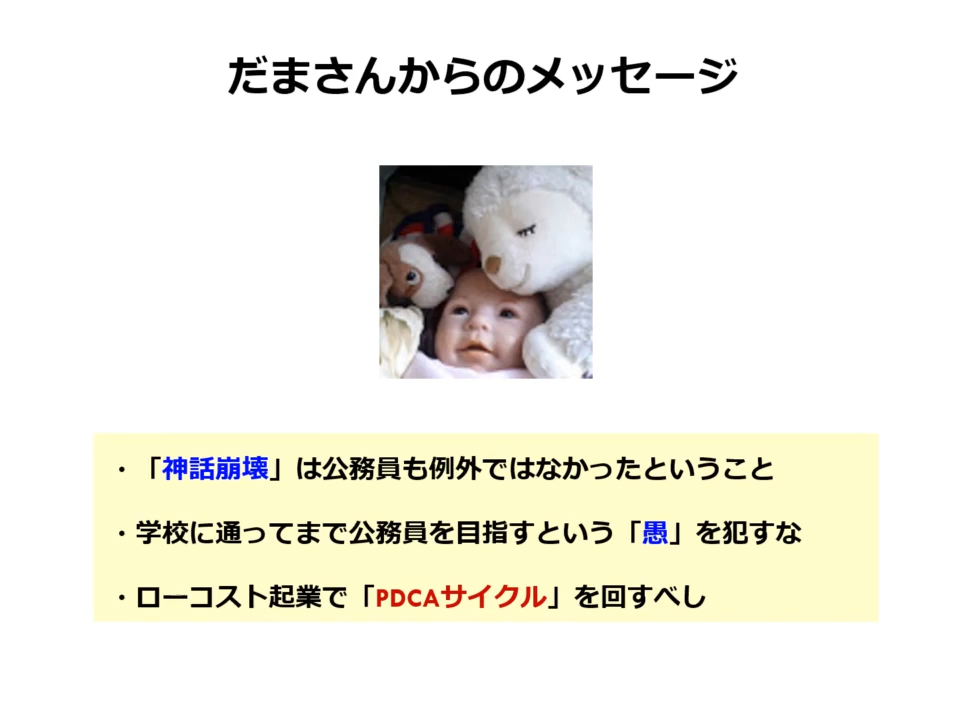 だまさんからのメッセージ
・「神話崩壊」は公務員も例外ではなかったということ
・学校に通ってまで公務員を目指すという「愚」を犯すな
・ローコスト起業で「PDCAサイクル」を回すべし